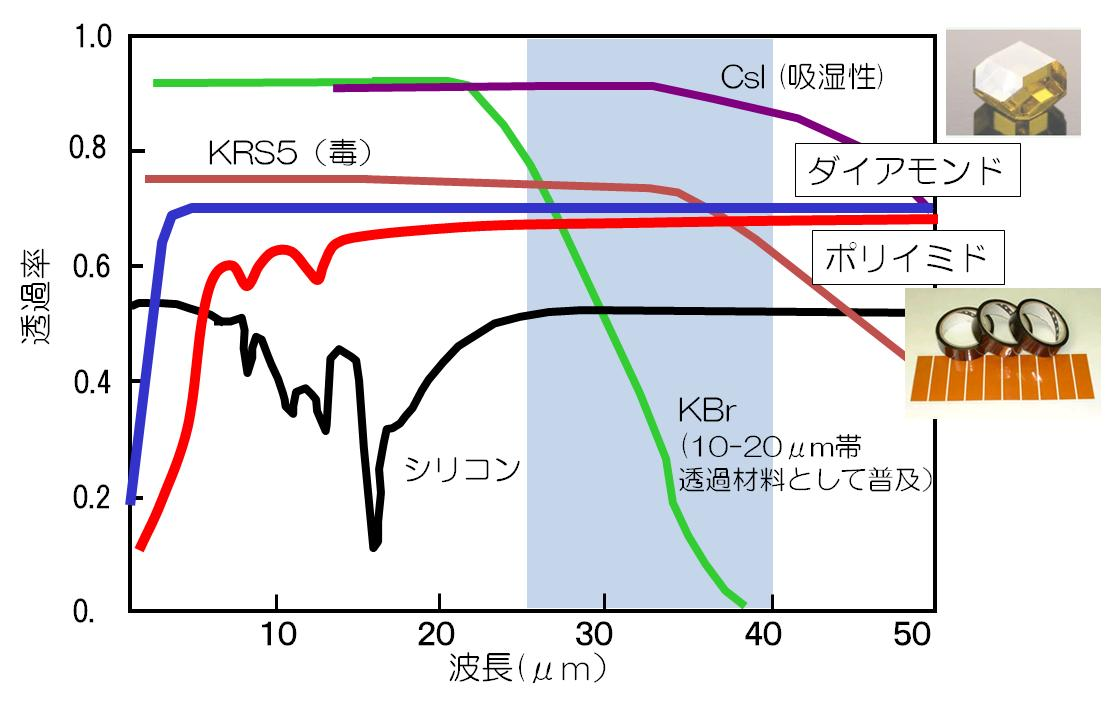 1.0
0.8
0.6
0.4
0.2
0.
透過率
CsI (吸湿性)
KRS5（毒）
ダイアモンド
ポリイミド
シリコン
KBr
(10-20μm帯
透過材料として普及)
10
20
30
40
50
波長(μm)